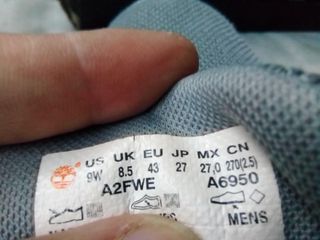 US UK EU JP MX CN
9W 8.5 43 27 27,0 270(2.5)
A2FWE A6950
MENS